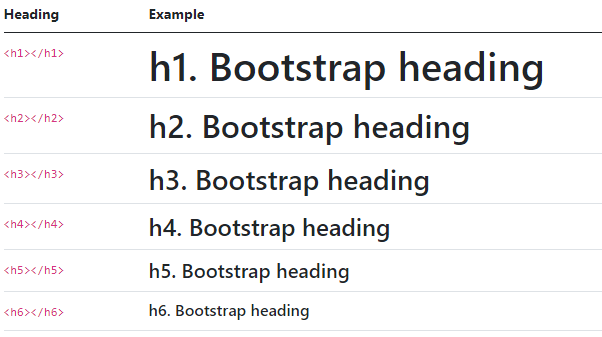 Heading Example
<h1></h1> h1. Bootstrap heading
<h2></h2> h2. Bootstrap heading
<h3></h3> h3. Bootstrap heading
<h4></h4> h4. Bootstrap heading
<h5></h5> h5. Bootstrap heading
<h6></h6> h6. Bootstrap heading